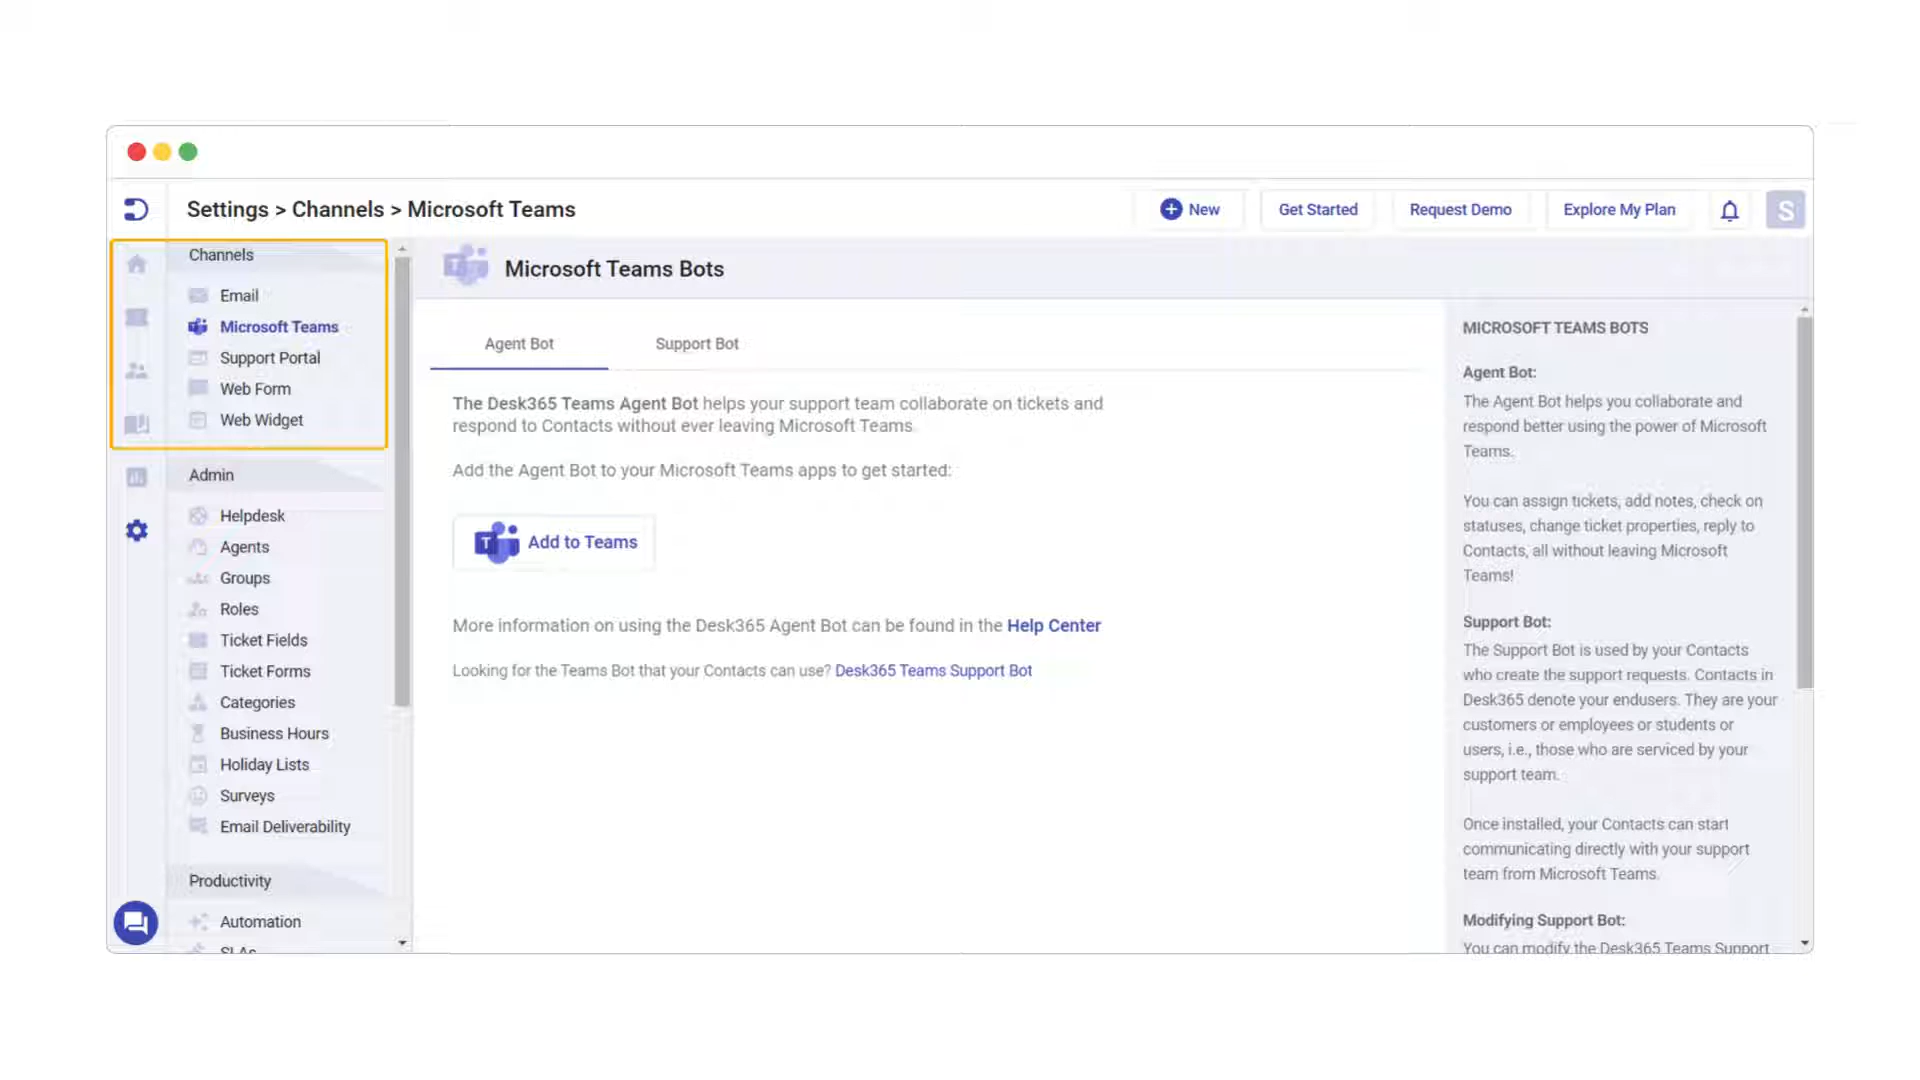 Settings > Channels > Microsoft Teams
New
Get Started
Request Demo
Explore My Plan
S
Channels
Email
Microsoft Teams
Support Portal
Web Form
Web Widget
Admin
Helpdesk
Agents
Groups
Roles
Ticket Fields
Ticket Forms
Categories
Business Hours
Holiday Lists
Surveys
Email Deliverability
Productivity
Automation
SLAs
Microsoft Teams Bots
Agent Bot
Support Bot
The Desk365 Teams Agent Bot helps your support team collaborate on tickets and
respond to Contacts without ever leaving Microsoft Teams.
Add the Agent Bot to your Microsoft Teams apps to get started:
T
Add to Teams
More information on using the Desk365 Agent Bot can be found in the Help Center
Looking for the Teams Bot that your Contacts can use? Desk365 Teams Support Bot
MICROSOFT TEAMS BOTS
Agent Bot:
The Agent Bot helps you collaborate and
respond better using the power of Microsoft
Teams.
You can assign tickets, add notes, check on
statuses, change ticket properties, reply to
Contacts, all without leaving Microsoft
Teams!
Support Bot:
The Support Bot is used by your Contacts
who create the support requests. Contacts in
Desk365 denote your endusers. They are your
customers or employees or students or
users, i.e., those who are serviced by your
support team.
Once installed, your Contacts can start
communicating directly with your support
team from Microsoft Teams.
Modifying Support Bot:
You can modify the Desk365 Teams Support